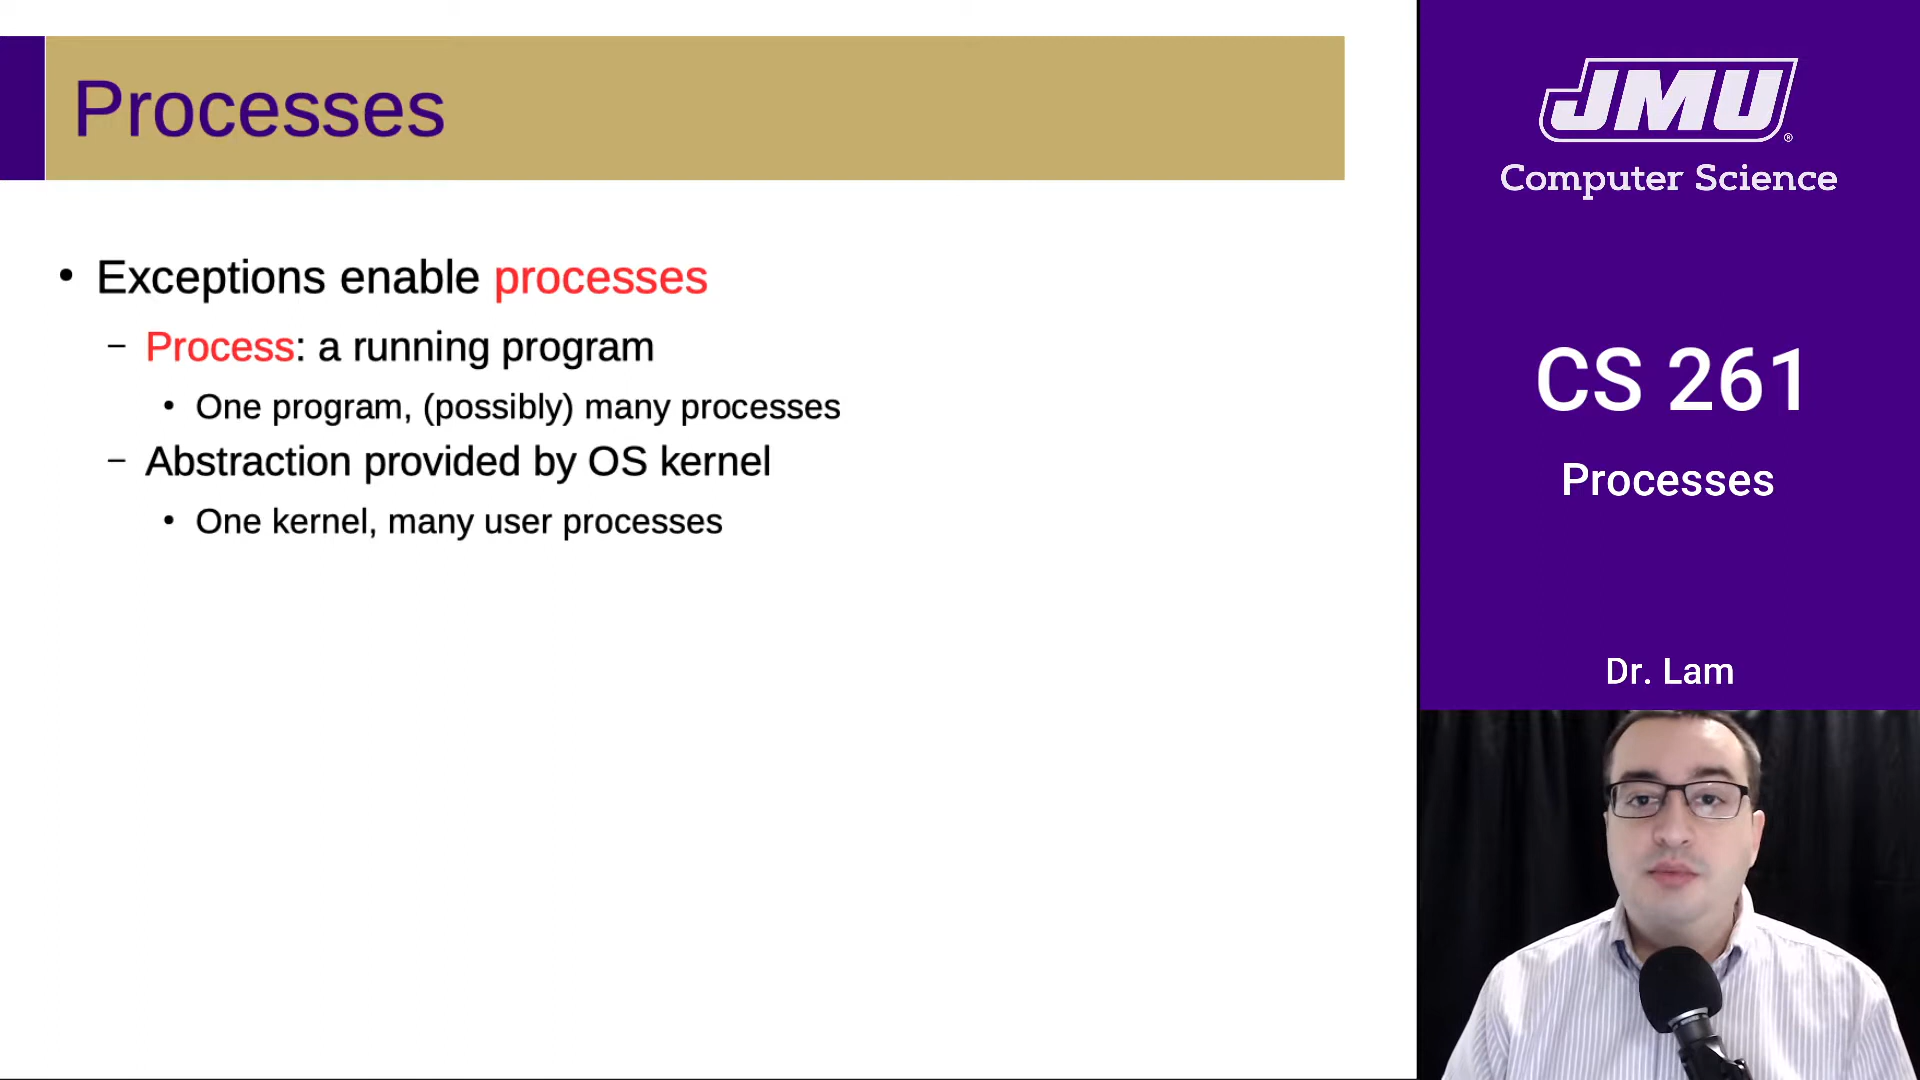 Processes
• Exceptions enable processes
– Process: a running program
• One program, (possibly) many processes
– Abstraction provided by OS kernel
• One kernel, many user processes
JMU®
Computer Science
CS 261
Processes
Dr. Lam